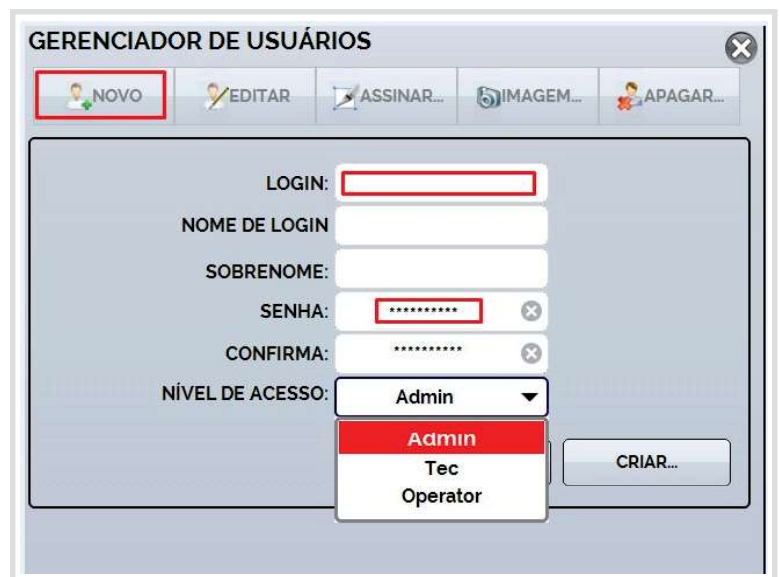 GERENCIADOR DE USUÁRIOS
NOVO EDITAR ASSINAR... IMAGEM... APAGAR...
LOGIN:
NOME DE LOGIN
SOBRENOME:
SENHA: **********
CONFIRMA: **********
NÍVEL DE ACESSO: Admin
Admin
Tec
Operator
CRIAR...